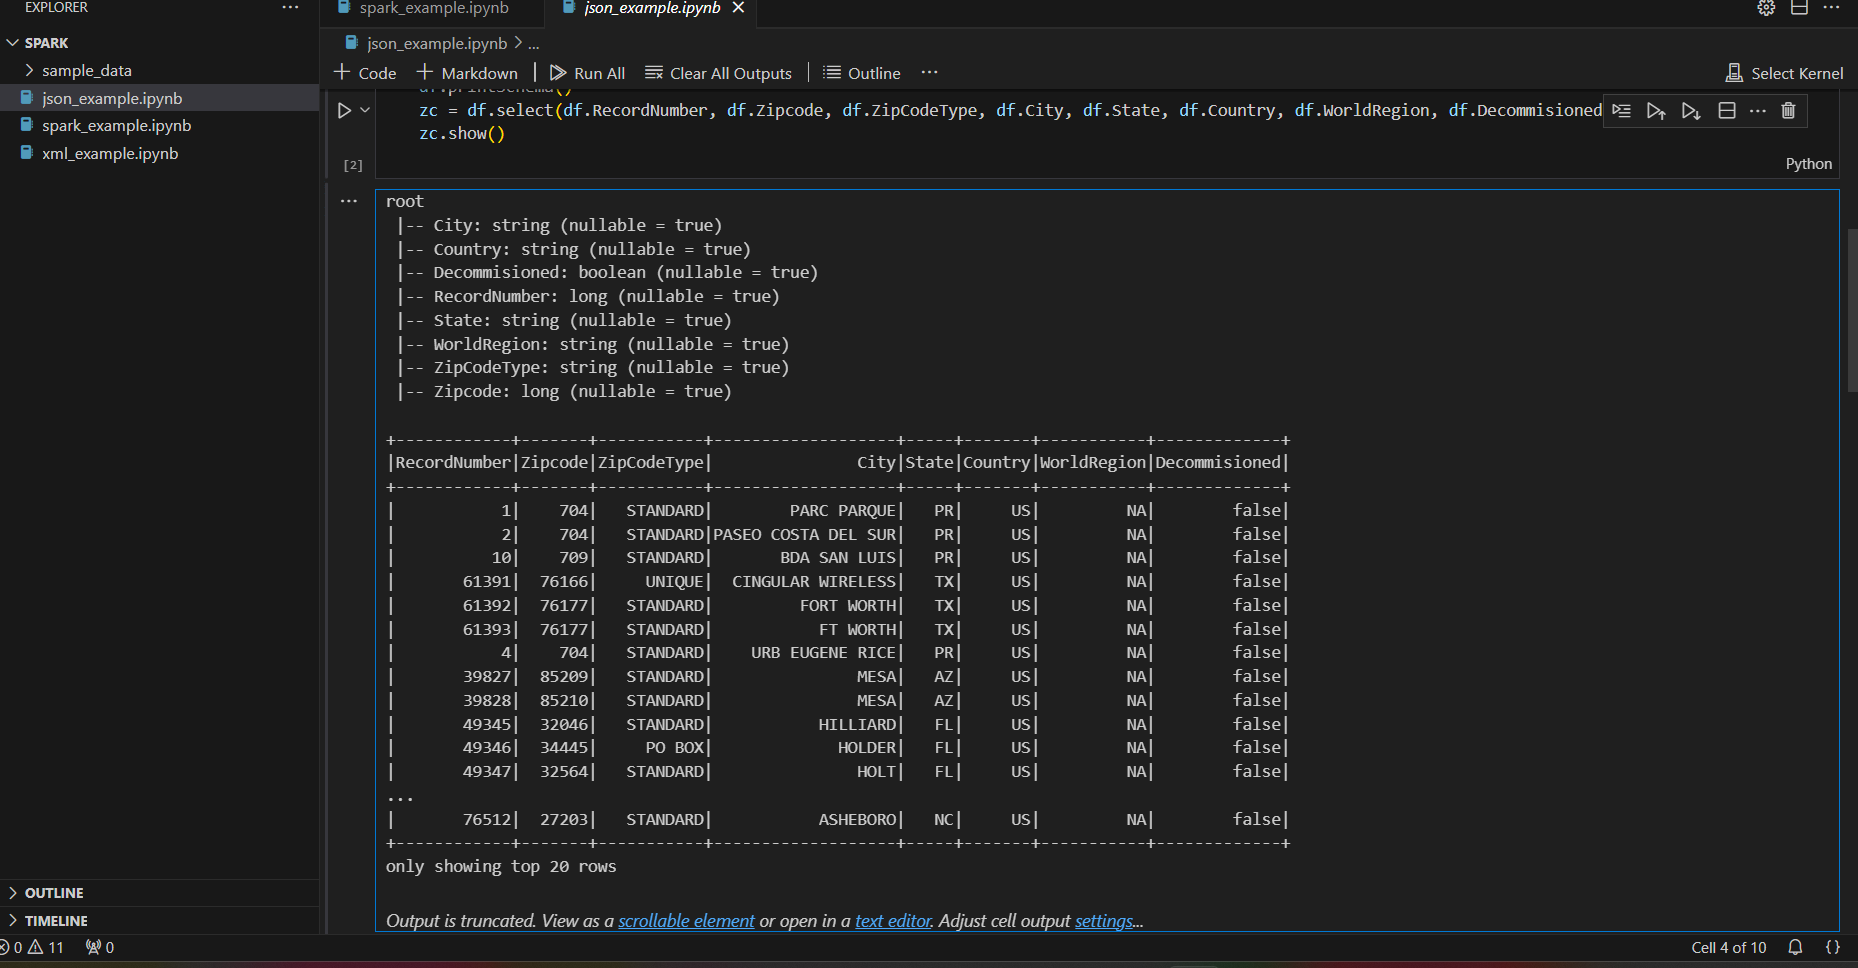 EXPLORER
SPARK
sample_data
json_example.ipynb
spark_example.ipynb
xml_example.ipynb
OUTLINE
TIMELINE
spark_example.ipynb
json_example.ipynb
json_example.ipynb > ...
Code Markdown Run All Clear All Outputs Outline ... Select Kernel
df.printSchema()
zc = df.select(df.RecordNumber, df.Zipcode, df.ZipCodeType, df.City, df.State, df.Country, df.WorldRegion, df.Decommisioned
zc.show()
[2]
Python
root
 |-- City: string (nullable = true)
 |-- Country: string (nullable = true)
 |-- Decommisioned: boolean (nullable = true)
 |-- RecordNumber: long (nullable = true)
 |-- State: string (nullable = true)
 |-- WorldRegion: string (nullable = true)
 |-- ZipCodeType: string (nullable = true)
 |-- Zipcode: long (nullable = true)
+------------+-------+-----------+-------------------+-----+-------+-----------+-------------+
|RecordNumber|Zipcode|ZipCodeType|               City|State|Country|WorldRegion|Decommisioned|
+------------+-------+-----------+-------------------+-----+-------+-----------+-------------+
|           1|    704|   STANDARD|        PARC PARQUE|   PR|     US|         NA|        false|
|           2|    704|   STANDARD|PASEO COSTA DEL SUR|   PR|     US|         NA|        false|
|          10|    709|   STANDARD|       BDA SAN LUIS|   PR|     US|         NA|        false|
|       61391|  76166|     UNIQUE|  CINGULAR WIRELESS|   TX|     US|         NA|        false|
|       61392|  76177|   STANDARD|         FORT WORTH|   TX|     US|         NA|        false|
|       61393|  76177|   STANDARD|           FT WORTH|   TX|     US|         NA|        false|
|           4|    704|   STANDARD|    URB EUGENE RICE|   PR|     US|         NA|        false|
|       39827|  85209|   STANDARD|               MESA|   AZ|     US|         NA|        false|
|       39828|  85210|   STANDARD|               MESA|   AZ|     US|         NA|        false|
|       49345|  32046|   STANDARD|           HILLIARD|   FL|     US|         NA|        false|
|       49346|  34445|     PO BOX|             HOLDER|   FL|     US|         NA|        false|
|       49347|  32564|   STANDARD|               HOLT|   FL|     US|         NA|        false|
...
|       76512|  27203|   STANDARD|           ASHEBORO|   NC|     US|         NA|        false|
+------------+-------+-----------+-------------------+-----+-------+-----------+-------------+
only showing top 20 rows
Output is truncated. View as a scrollable element or open in a text editor. Adjust cell output settings...
0 11 0
Cell 4 of 10